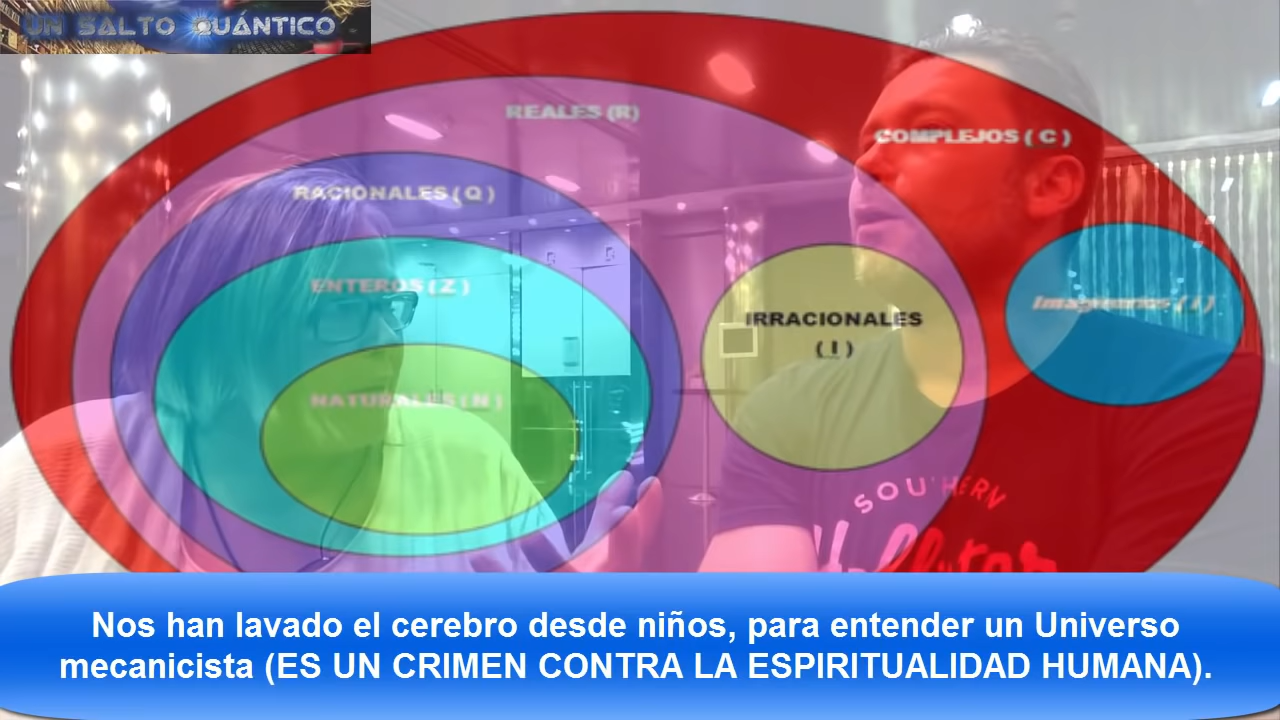 UN SALTO QUÁNTICO
REALES (R)
COMPLEJOS ( C )
RACIONALES ( Q )
ENTEROS ( Z )
Imaginarios ( I )
IRRACIONALES
( I )
NATURALES ( N )
SOUTHERN
Nos han lavado el cerebro desde niños, para entender un Universo
mecanicista (ES UN CRIMEN CONTRA LA ESPIRITUALIDAD HUMANA).